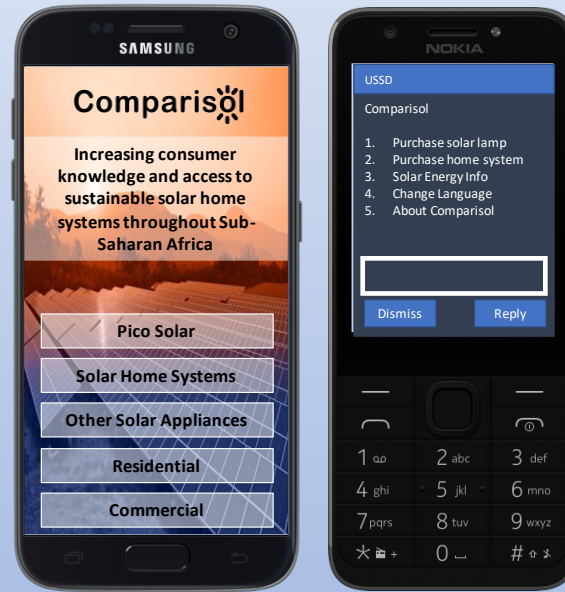 SAMSUNG
Comparisol
Increasing consumer
knowledge and access to
sustainable solar home
systems throughout Sub-
Saharan Africa
Pico Solar
Solar Home Systems
Other Solar Appliances
Residential
Commercial
NOKIA
USSD
Comparisol
1. Purchase solar lamp
2. Purchase home system
3. Solar Energy Info
4. Change Language
5. About Comparisol
Dismiss Reply
1 2 abc 3 def
4 ghi 5 jkl 6 mno
7 pqrs 8 tuv 9 wxyz
* + 0 #